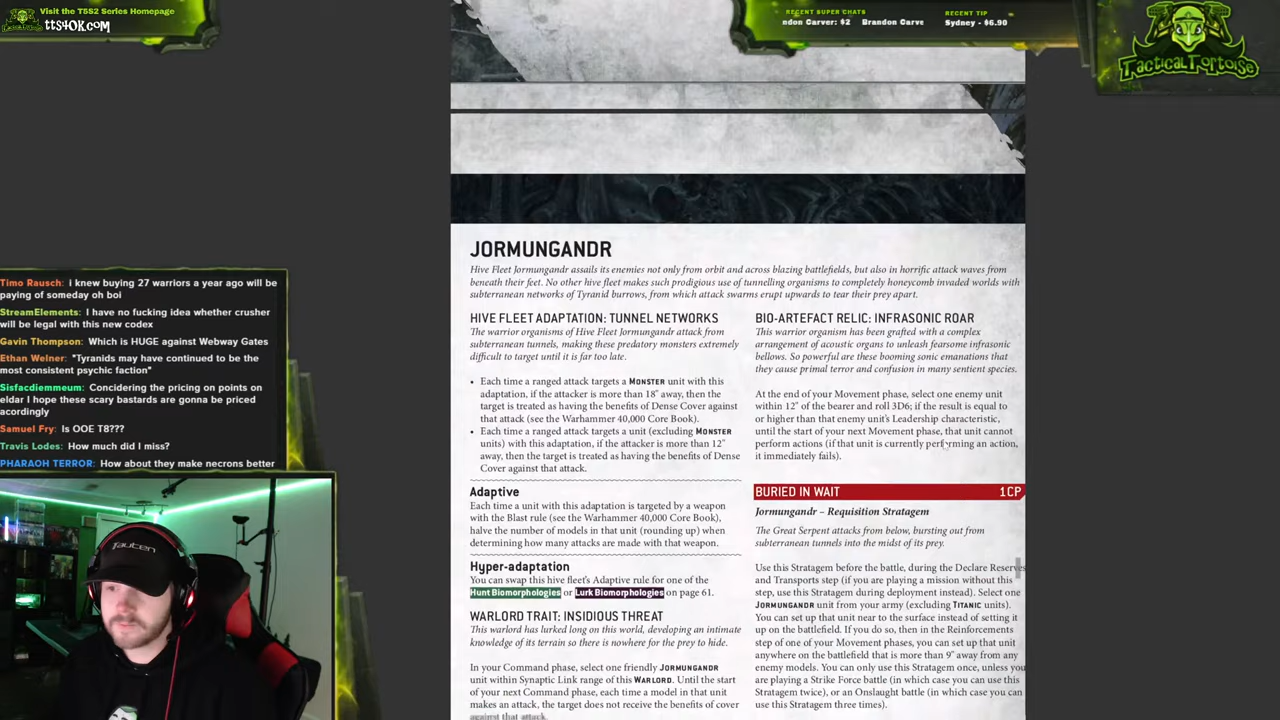 Visit the TSS2 Series Homepage
tts40k.com
RECENT SUPER CHATS
ndon Carver: $2 Brandon Carve
RECENT TIP
Sydney - $6.90
TACTICALTORTOISE
JORMUNGANDR
Hive Fleet Jormungandr assails its enemies not only from orbit and across blazing battlefields, but also in horrific attack waves from
beneath their feet. No other hive fleet makes such prodigious use of tunnelling organisms to completely honeycomb invaded worlds with
subterranean networks of Tyranid burrows, from which attack swarms erupt upwards to tear their prey apart.
HIVE FLEET ADAPTATION: TUNNEL NETWORKS
The warrior organisms of Hive Fleet Jormungandr attack from
subterranean tunnels, making these predatory monsters extremely
difficult to target until it is far too late.
• Each time a ranged attack targets a MONSTER unit with this
adaptation, if the attacker is more than 18" away, then the
target is treated as having the benefits of Dense Cover against
that attack (see the Warhammer 40,000 Core Book).
• Each time a ranged attack targets a unit (excluding MONSTER
units) with this adaptation, if the attacker is more than 12"
away, then the target is treated as having the benefits of Dense
Cover against that attack.
Adaptive
Each time a unit with this adaptation is targeted by a weapon
with the Blast rule (see the Warhammer 40,000 Core Book),
halve the number of models in that unit (rounding up) when
determining how many attacks are made with that weapon.
Hyper-adaptation
You can swap this hive fleet's Adaptive rule for one of the
Hunt Biomorphologies or Lurk Biomorphologies on page 61.
WARLORD TRAIT: INSIDIOUS THREAT
This warlord has lurked long on this world, developing an intimate
knowledge of its terrain so there is nowhere for the prey to hide.
In your Command phase, select one friendly JORMUNGANDR
unit within Synaptic Link range of this WARLORD. Until the start
of your next Command phase, each time a model in that unit
makes an attack, the target does not receive the benefits of cover
against that attack.
BIO-ARTEFACT RELIC: INFRASONIC ROAR
This warrior organism has been grafted with a complex
arrangement of acoustic organs to unleash fearsome infrasonic
bellows. So powerful are these booming sonic emanations that
they cause primal terror and confusion in many sentient species.
At the end of your Movement phase, select one enemy unit
within 12" of the bearer and roll 3D6; if the result is equal to
or higher than that enemy unit's Leadership characteristic,
until the start of your next Movement phase, that unit cannot
perform actions (if that unit is currently performing an action,
it immediately fails).
BURIED IN WAIT 1CP
Jormungandr – Requisition Stratagem
The Great Serpent attacks from below, bursting out from
subterranean tunnels into the midst of its prey.
Use this Stratagem before the battle, during the Declare Reserves
and Transports step (if you are playing a mission without this
step, use this Stratagem during deployment instead). Select one
JORMUNGANDR unit from your army (excluding TITANIC units).
You can set up that unit near to the surface instead of setting it
up on the battlefield. If you do so, then in the Reinforcements
step of one of your Movement phases, you can set up that unit
anywhere on the battlefield that is more than 9" away from any
enemy models. You can only use this Stratagem once, unless you
are playing a Strike Force battle (in which case you can use this
Stratagem twice), or an Onslaught battle (in which case you can
use this Stratagem three times).
Timo Rausch: i knew buying 27 warriors a year ago will be
paying of someday oh boi
StreamElements: I have no fucking idea whether crusher
will be legal with this new codex
Gavin Thompson: Which is HUGE against Webway Gates
Ethan Welner: "Tyranids may have continued to be the
most consistent psychic faction"
Sisfacdiemmeum: Concidering the pricing on points on
eldar I hope these scary bastards are gonna be priced
acordingly
Samuel Fry: Is OOE T8???
Travis Lodes: How much did I miss?
PHARAOH TERROR: How about they make necrons better
Tauten